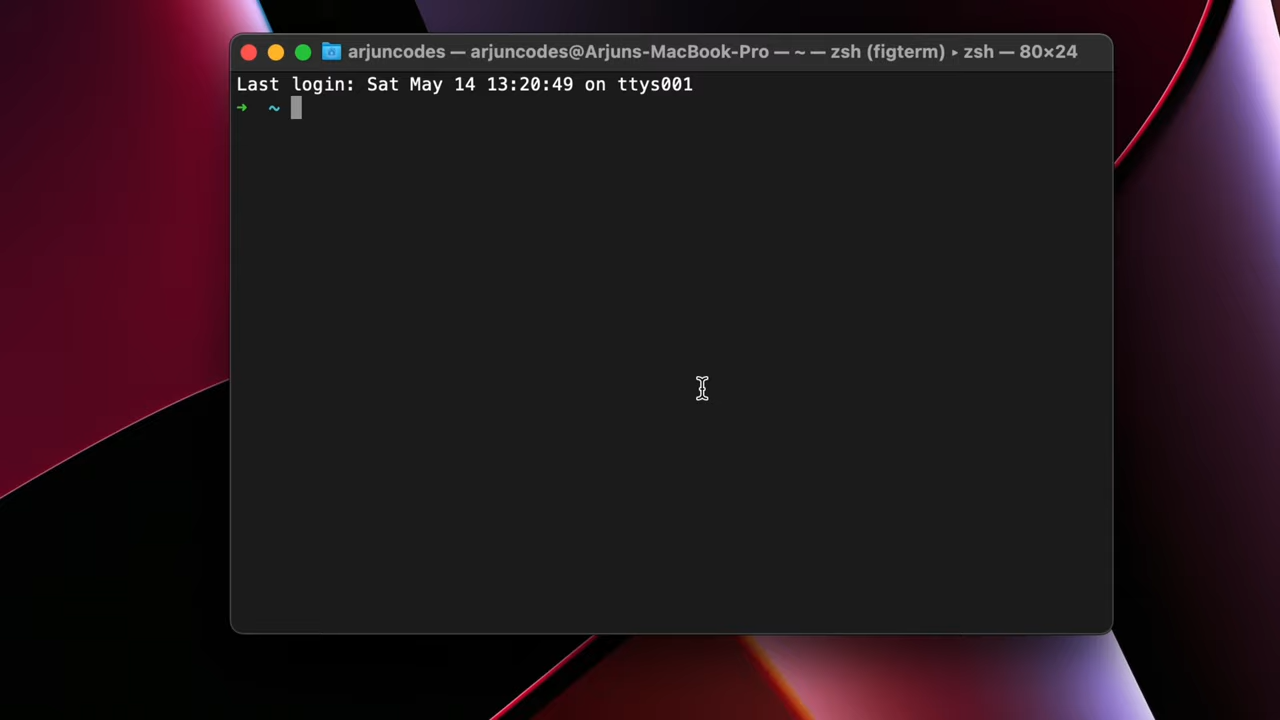 arjuncodes — arjuncodes@Arjuns-MacBook-Pro — ~ — zsh (figterm) ▸ zsh — 80×24
Last login: Sat May 14 13:20:49 on ttys001
➜ ~